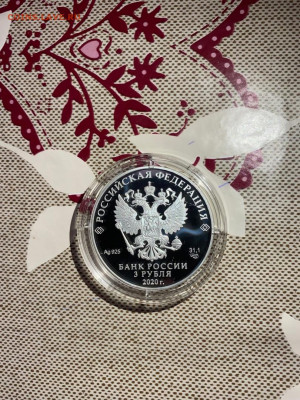 РОССИЙСКАЯ ФЕДЕРАЦИЯ
Ag 925
31,1
БАНК РОССИИ
3 РУБЛЯ
2020 г.